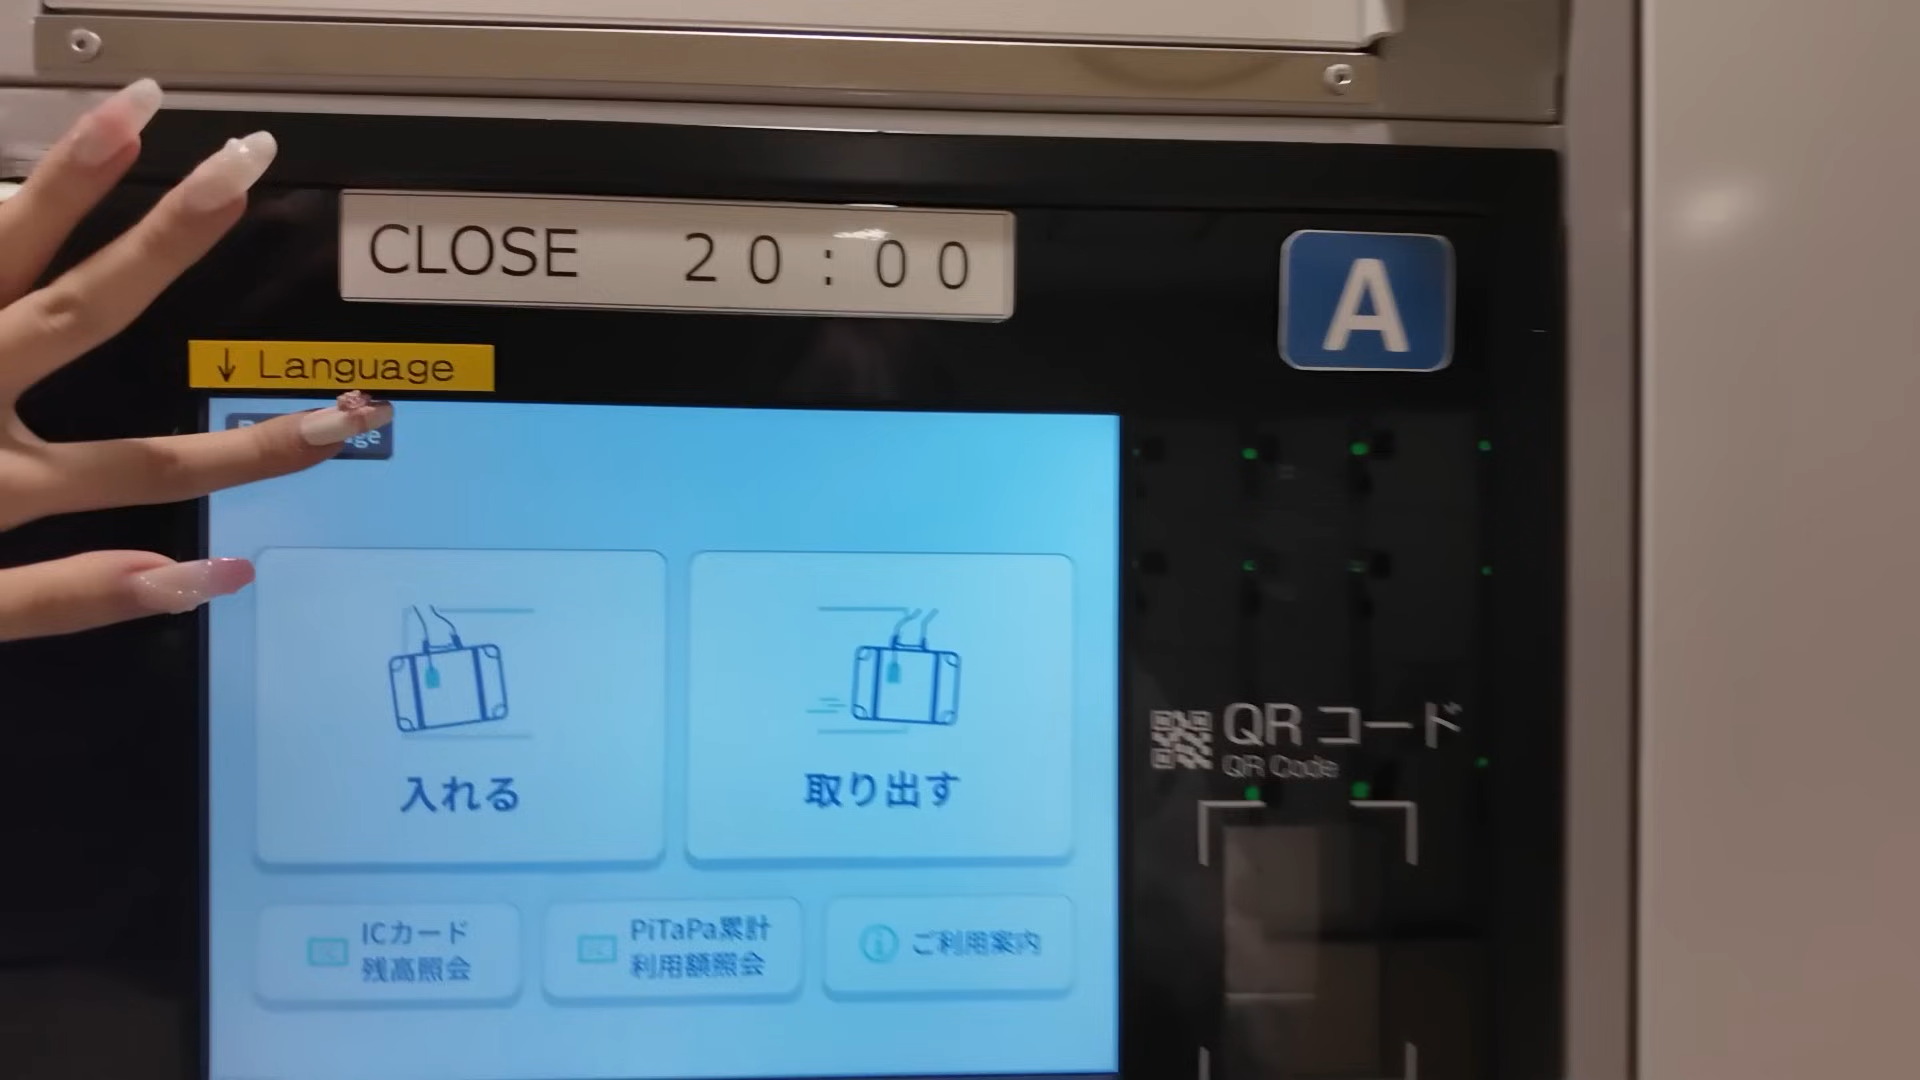 CLOSE 20:00
A
↓ Language
入れる
取り出す
ICカード
残高照会
PiTaPa累計
利用額照会
ご利用案内
QRコード
QR Code